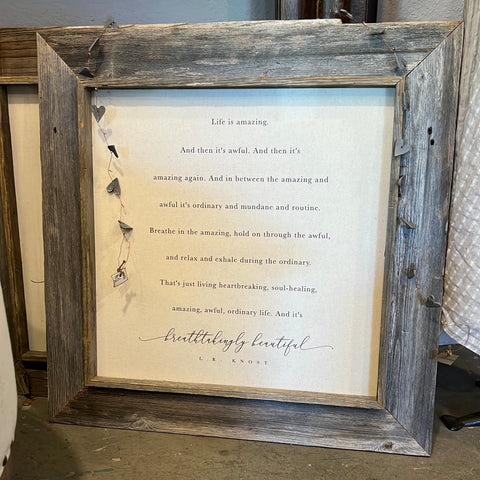 Life is amazing.
And then it's awful. And then it's
amazing again. And in between the amazing and
awful it's ordinary and mundane and routine.
Breathe in the amazing, hold on through the awful,
and relax and exhale during the ordinary.
That's just living heartbreaking, soul-healing,
amazing, awful, ordinary life. And it's
breathtakingly beautiful
L. R. KNOST